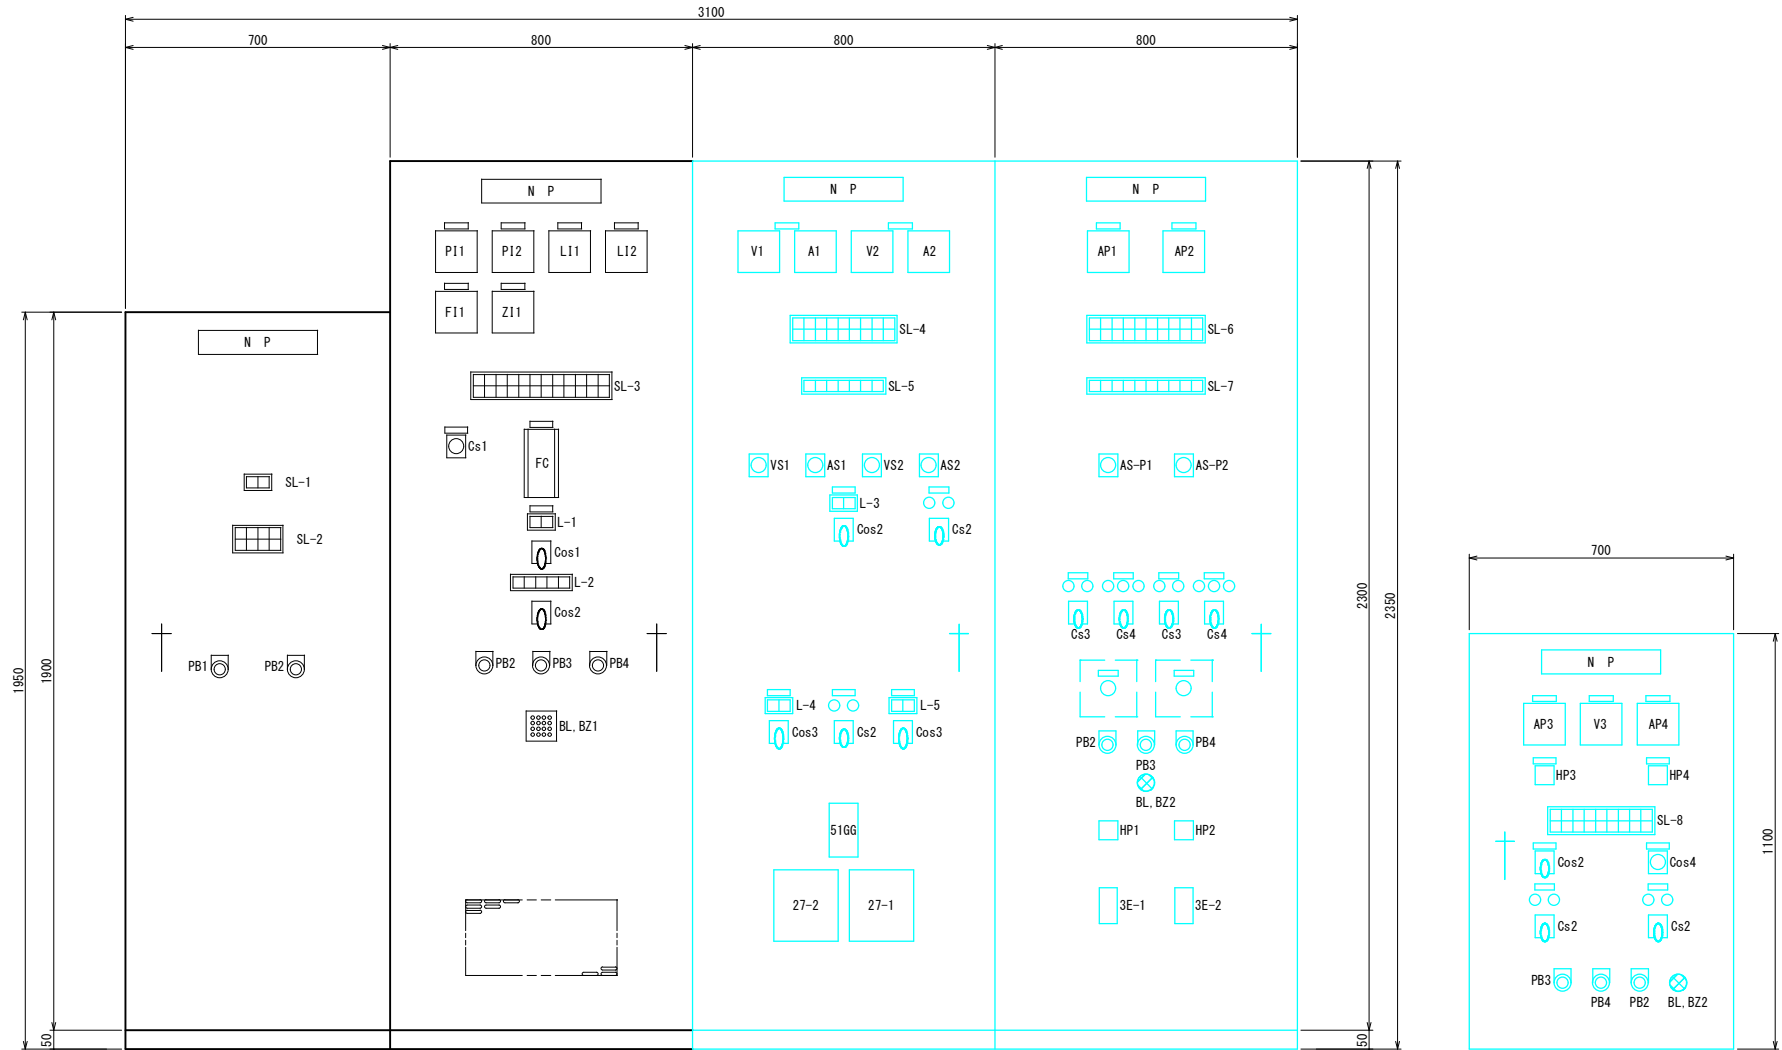 3100
700 800 800 800
N P N P N P
PI1 PI2 LI1 LI2 V1 A1 V2 A2 AP1 AP2
FI1 ZI1
SL-4 SL-6
N P
SL-3 SL-5 SL-7
Cs1 FC VS1 AS1 VS2 AS2 AS-P1 AS-P2
SL-1
L-1 L-3
Cos2 Cs2
SL-2
Cos1
L-2
700
Cos2
2300 2350
Cs3 Cs4 Cs3 Cs4
PB1 PB2 PB2 PB3 PB4
N P
1950 1900
L-4 L-5
BL, BZ1 Cos3 Cs2 Cos3
AP3 V3 AP4
PB2 PB3 PB4
HP3 HP4
BL, BZ2
51GG HP1 HP2
SL-8
1100
Cos2 Cos4
27-2 27-1 3E-1 3E-2
Cs2 Cs2
PB3 PB4 PB2 BL, BZ2
50 50